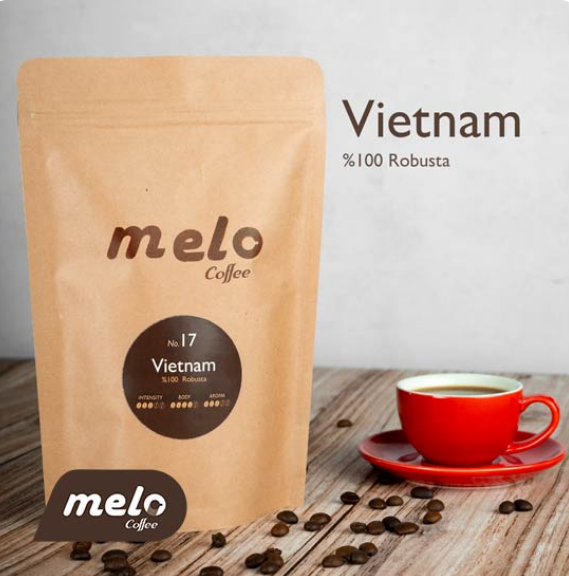 Vietnam
%100 Robusta
melo
Coffee
No. 17
Vietnam
%100 Robusta
INTENSITY BODY AROMA
melo
Coffee